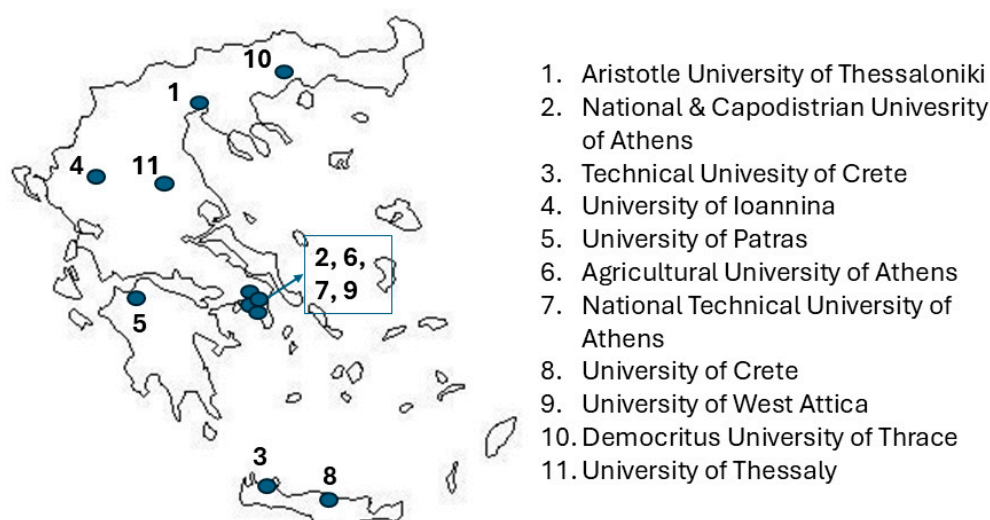 10
1
4
11
2, 6,
7, 9
5
3
8
1. Aristotle University of Thessaloniki
2. National & Capodistrian Univesrity
of Athens
3. Technical Univesity of Crete
4. University of Ioannina
5. University of Patras
6. Agricultural University of Athens
7. National Technical University of
Athens
8. University of Crete
9. University of West Attica
10. Democritus University of Thrace
11. University of Thessaly